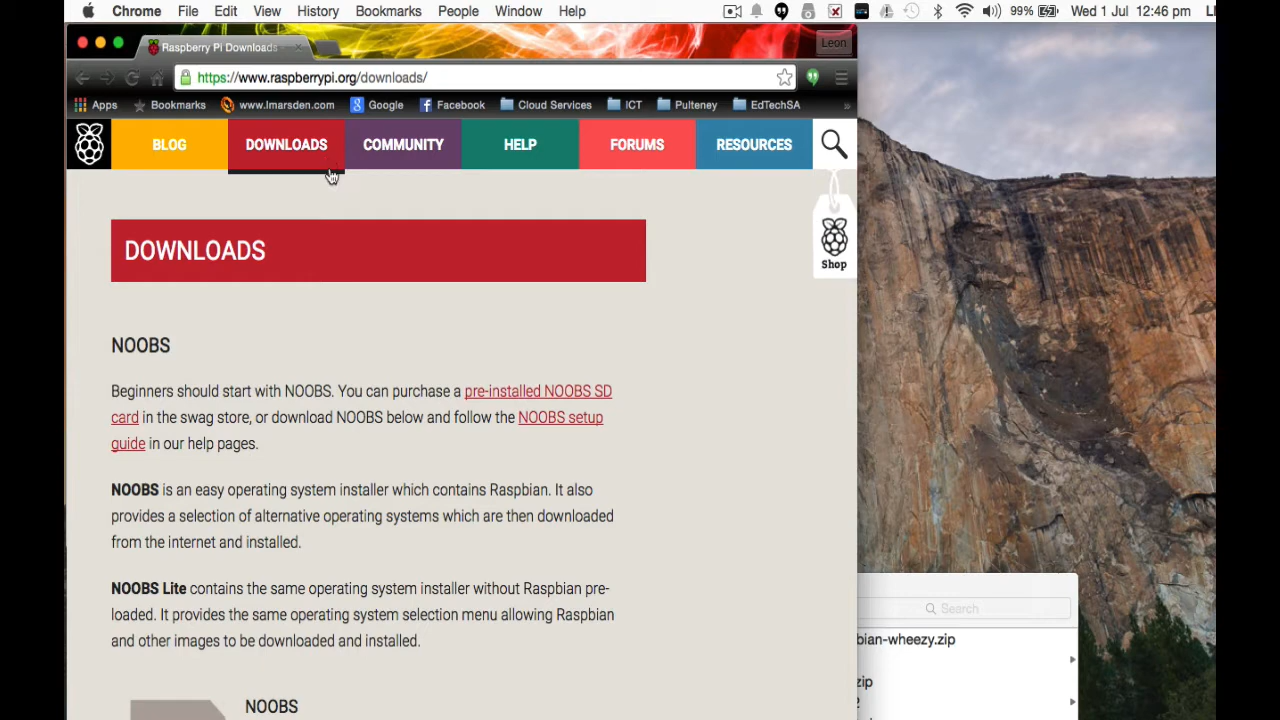 Chrome File Edit View History Bookmarks People Window Help 99% Wed 1 Jul 12:46 pm
Raspberry Pi Downloads Leon
https://www.raspberrypi.org/downloads/
Apps Bookmarks www.lmarsden.com Google Facebook Cloud Services ICT Pulteney EdTechSA »
BLOG DOWNLOADS COMMUNITY HELP FORUMS RESOURCES
Shop
DOWNLOADS
NOOBS
Beginners should start with NOOBS. You can purchase a pre-installed NOOBS SD
card in the swag store, or download NOOBS below and follow the NOOBS setup
guide in our help pages.
NOOBS is an easy operating system installer which contains Raspbian. It also
provides a selection of alternative operating systems which are then downloaded
from the internet and installed.
NOOBS Lite contains the same operating system installer without Raspbian pre-
loaded. It provides the same operating system selection menu allowing Raspbian
and other images to be downloaded and installed.
NOOBS
Search
bian-wheezy.zip
zip